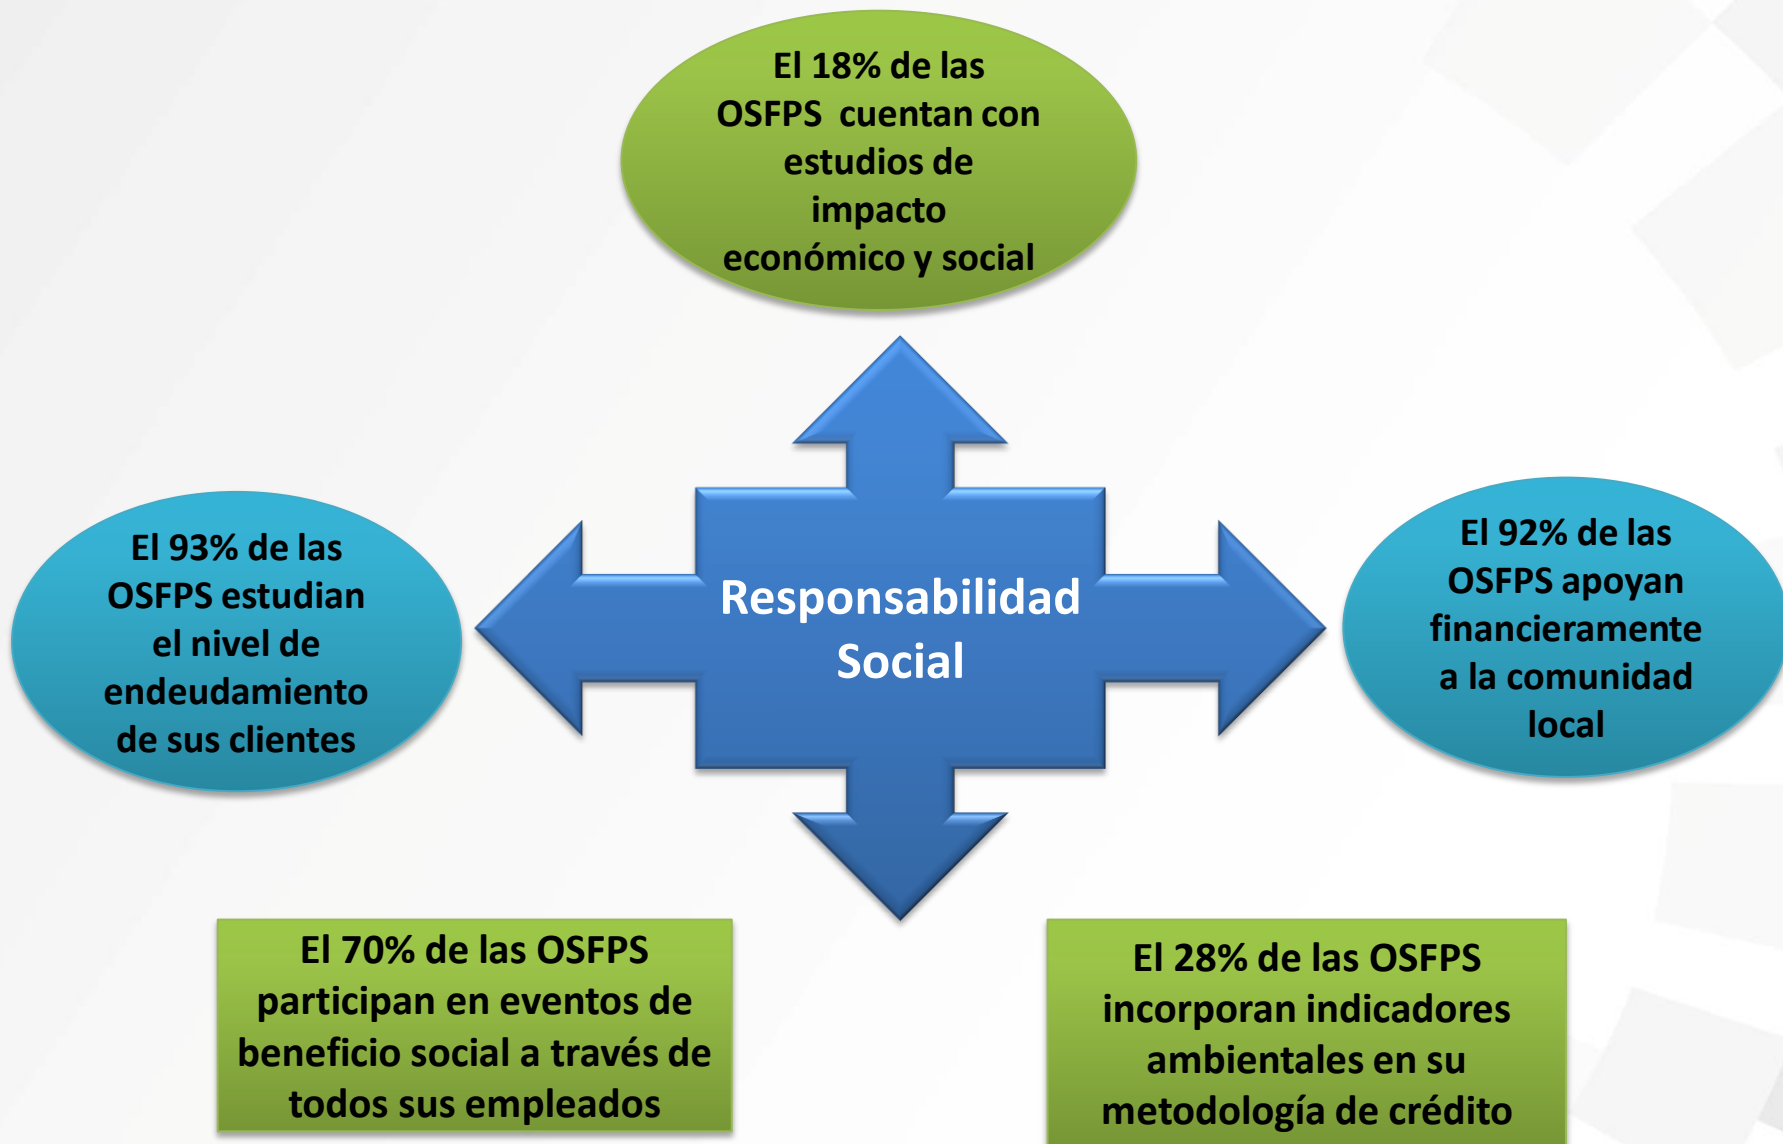 El 18% de las
OSFPS cuentan con
estudios de
impacto
económico y social
El 93% de las
OSFPS estudian
el nivel de
endeudamiento
de sus clientes
Responsabilidad
Social
El 92% de las
OSFPS apoyan
financieramente
a la comunidad
local
El 70% de las OSFPS
participan en eventos de
beneficio social a través de
todos sus empleados
El 28% de las OSFPS
incorporan indicadores
ambientales en su
metodología de crédito